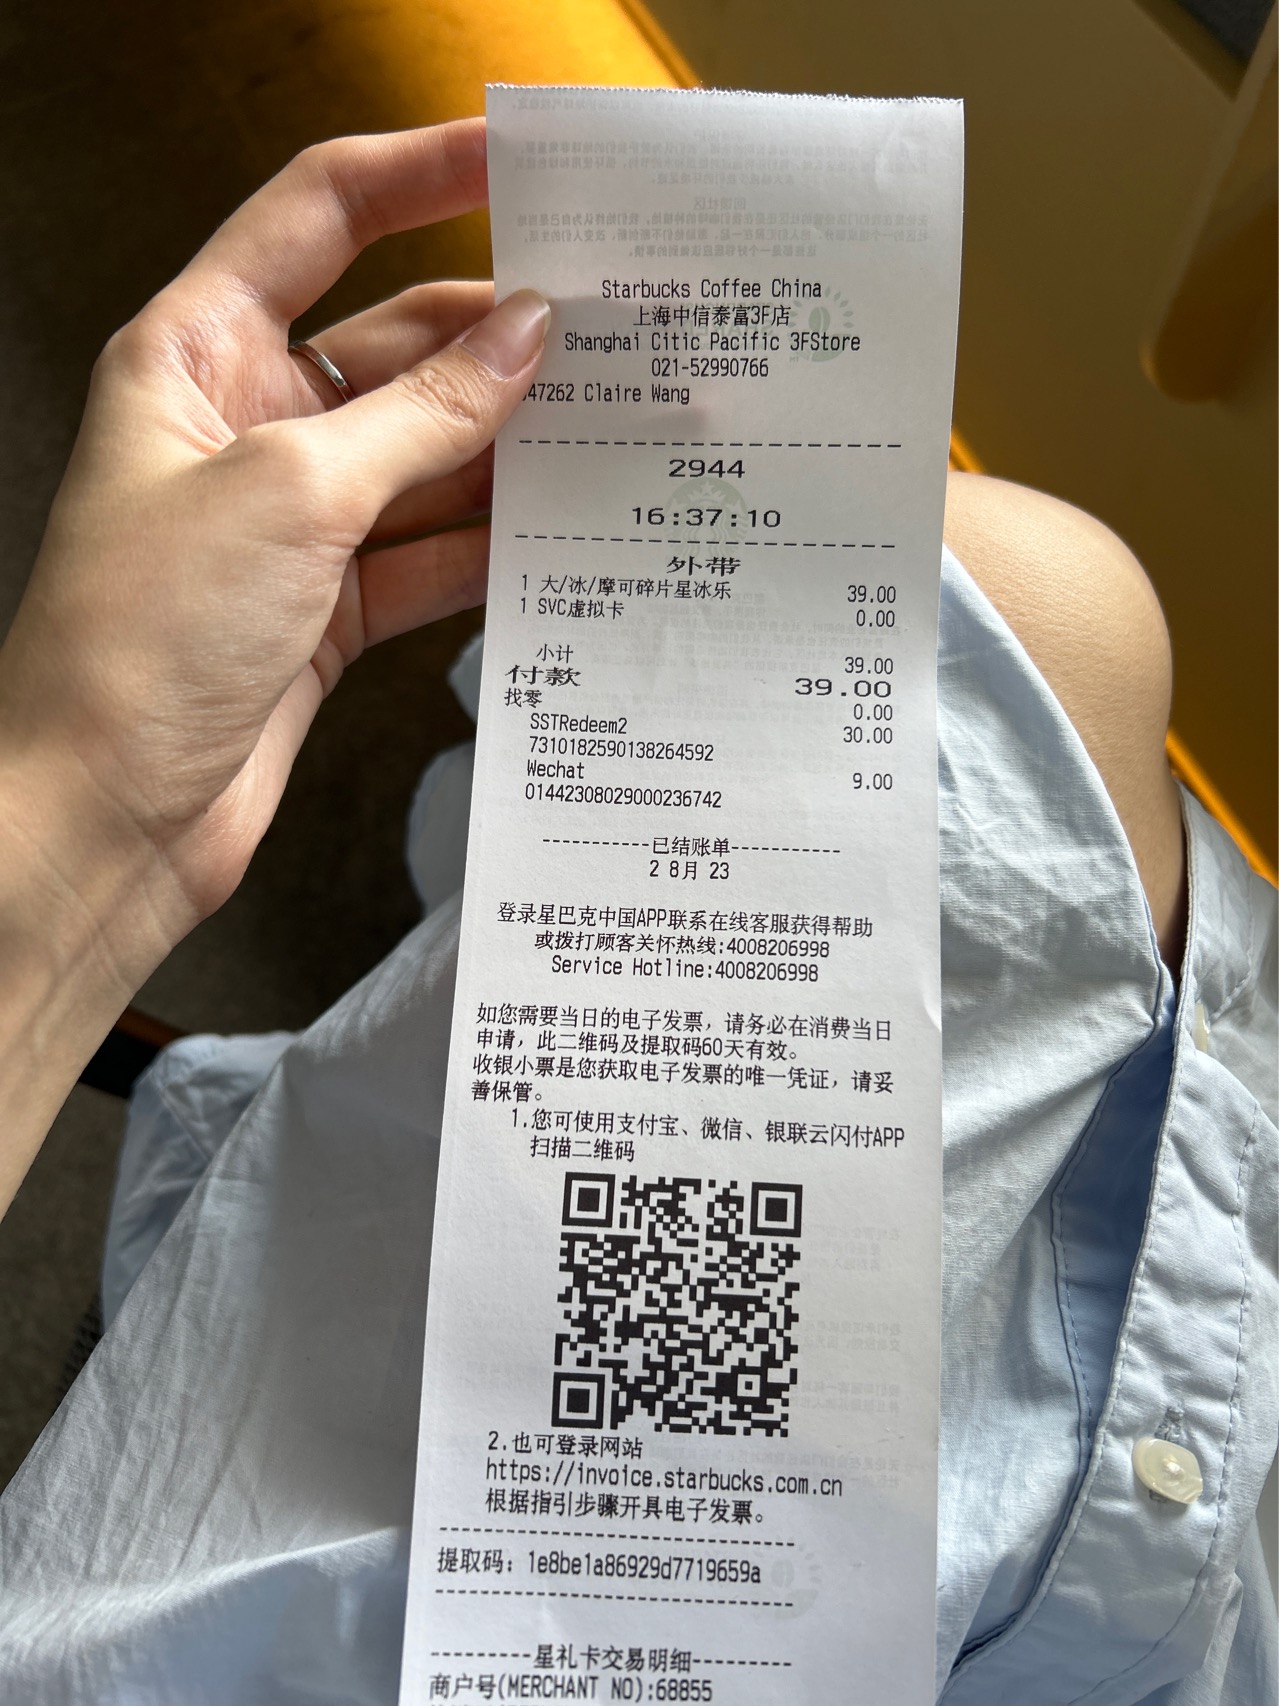 Starbucks Coffee China
上海中信泰富3F店
Shanghai Citic Pacific 3FStore
021-52990766
47262 Claire Wang
2944
16:37:10
外带
1 大/冰/摩可碎片星冰乐 39.00
1 SVC虚拟卡 0.00
小计 39.00
付款 39.00
找零 0.00
SSTRedeem2 30.00
7310182590138264592
Wechat 9.00
01442308029000236742
-----------已结账单-----------
2 8月 23
登录星巴克中国APP联系在线客服获得帮助
或拨打顾客关怀热线:4008206998
Service Hotline:4008206998
如您需要当日的电子发票，请务必在消费当日
申请，此二维码及提取码60天有效。
收银小票是您获取电子发票的唯一凭证，请妥
善保管。
1.您可使用支付宝、微信、银联云闪付APP
扫描二维码
2.也可登录网站
https://invoice.starbucks.com.cn
根据指引步骤开具电子发票。
提取码：1e8be1a86929d7719659a
----------星礼卡交易明细----------
商户号(MERCHANT NO):68855